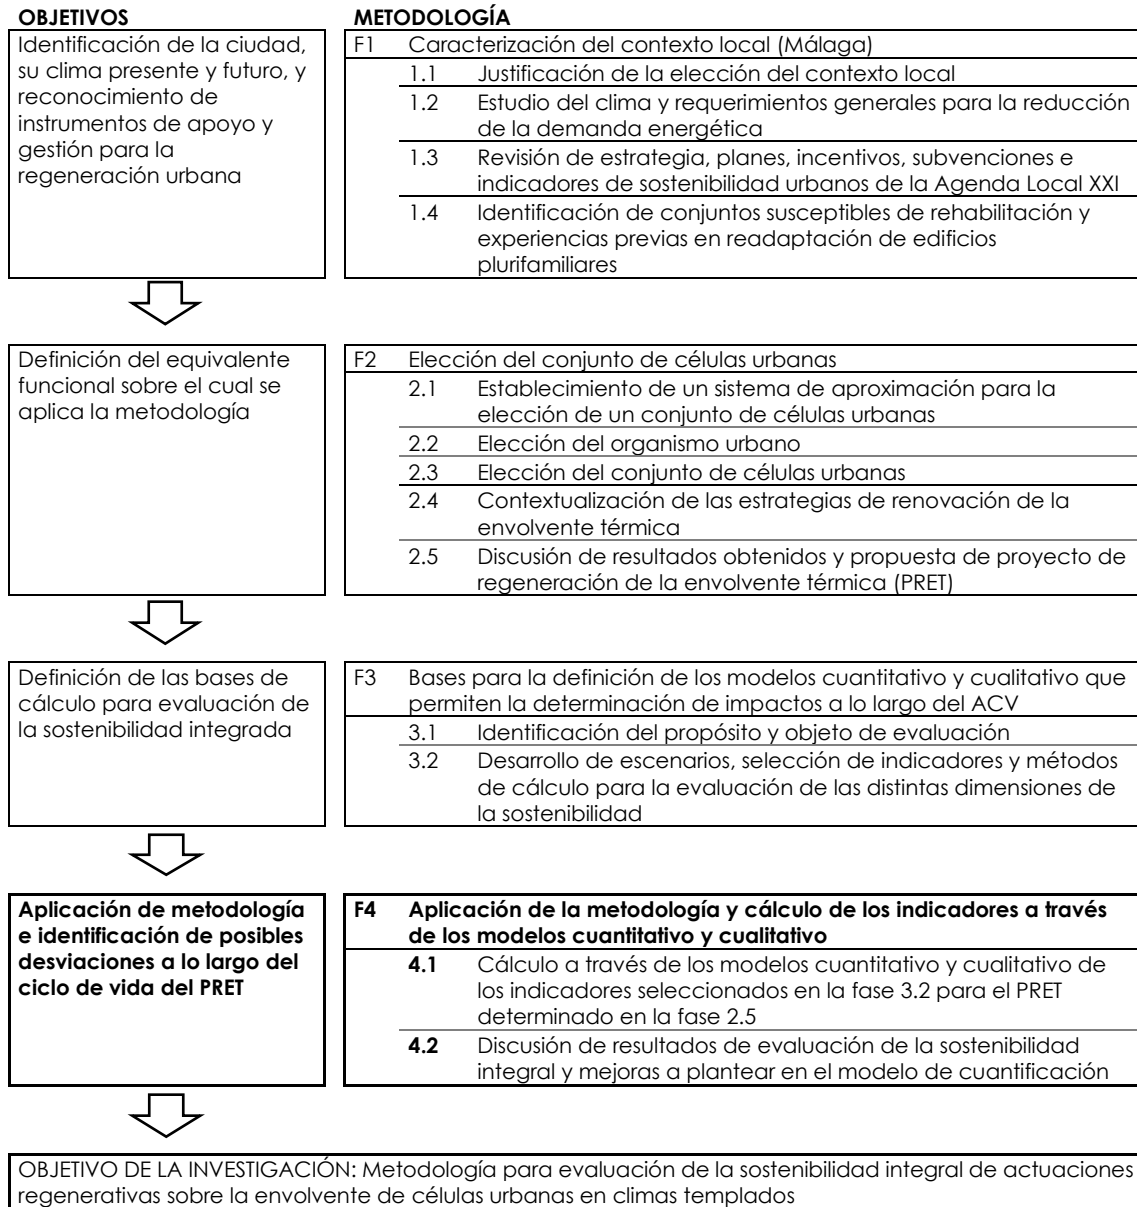 OBJETIVOS
METODOLOGÍA
Identificación de la ciudad,
su clima presente y futuro, y
reconocimiento de
instrumentos de apoyo y
gestión para la
regeneración urbana
F1 Caracterización del contexto local (Málaga)
1.1 Justificación de la elección del contexto local
1.2 Estudio del clima y requerimientos generales para la reducción
de la demanda energética
1.3 Revisión de estrategia, planes, incentivos, subvenciones e
indicadores de sostenibilidad urbanos de la Agenda Local XXI
1.4 Identificación de conjuntos susceptibles de rehabilitación y
experiencias previas en readaptación de edificios
plurifamiliares
Definición del equivalente
funcional sobre el cual se
aplica la metodología
F2 Elección del conjunto de células urbanas
2.1 Establecimiento de un sistema de aproximación para la
elección de un conjunto de células urbanas
2.2 Elección del organismo urbano
2.3 Elección del conjunto de células urbanas
2.4 Contextualización de las estrategias de renovación de la
envolvente térmica
2.5 Discusión de resultados obtenidos y propuesta de proyecto de
regeneración de la envolvente térmica (PRET)
Definición de las bases de
cálculo para evaluación de
la sostenibilidad integrada
F3 Bases para la definición de los modelos cuantitativo y cualitativo que
permiten la determinación de impactos a lo largo del ACV
3.1 Identificación del propósito y objeto de evaluación
3.2 Desarrollo de escenarios, selección de indicadores y métodos
de cálculo para la evaluación de las distintas dimensiones de
la sostenibilidad
Aplicación de metodología
e identificación de posibles
desviaciones a lo largo del
ciclo de vida del PRET
F4 Aplicación de la metodología y cálculo de los indicadores a través
de los modelos cuantitativo y cualitativo
4.1 Cálculo a través de los modelos cuantitativo y cualitativo de
los indicadores seleccionados en la fase 3.2 para el PRET
determinado en la fase 2.5
4.2 Discusión de resultados de evaluación de la sostenibilidad
integral y mejoras a plantear en el modelo de cuantificación
OBJETIVO DE LA INVESTIGACIÓN: Metodología para evaluación de la sostenibilidad integral de actuaciones
regenerativas sobre la envolvente de células urbanas en climas templados